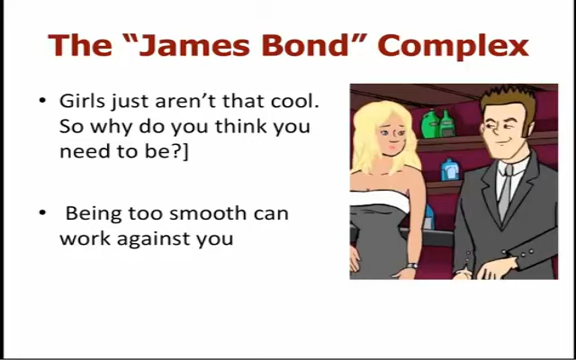 The “James Bond” Complex
• Girls just aren’t that cool.
So why do you think you
need to be?]
• Being too smooth can
work against you